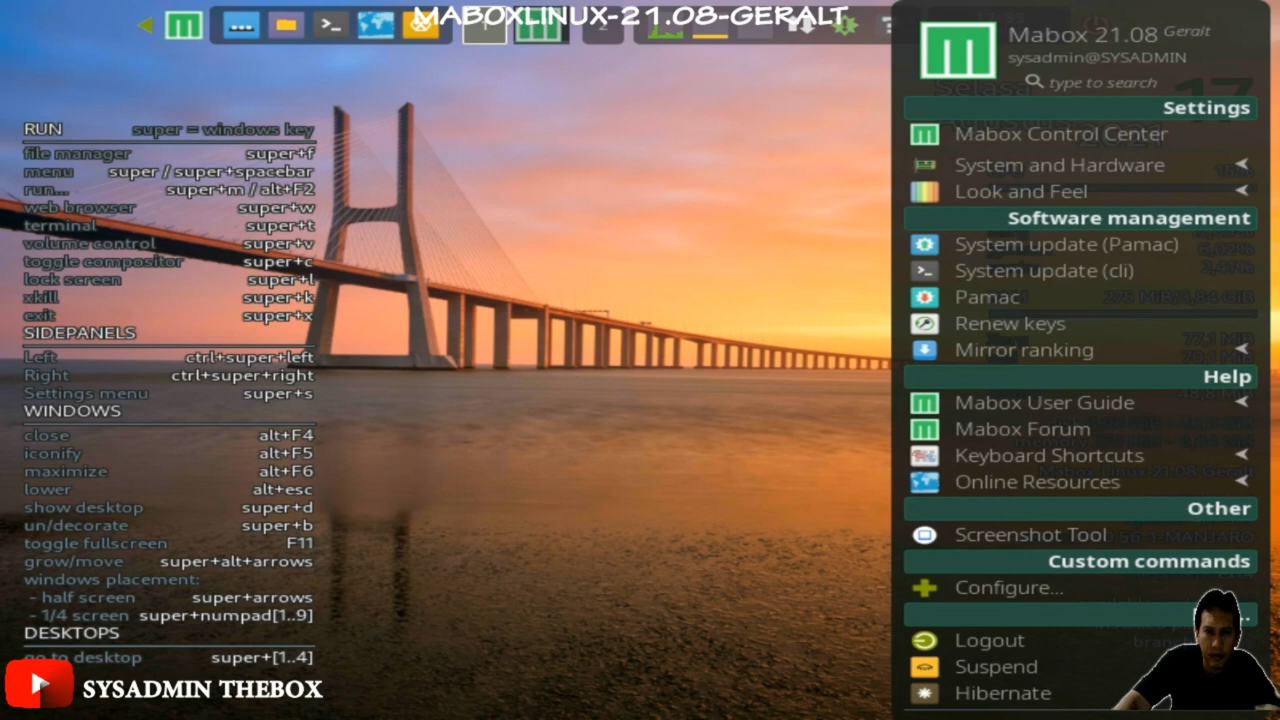 MABOXLINUX-21.08-GERALT
RUN super = windows key
file manager super+f
menu super / super+spacebar
run... super+m / alt+F2
web browser super+w
terminal super+t
volume control super+v
toggle compositor super+c
lock screen super+l
xkill super+k
exit super+x
SIDEPANELS
Left ctrl+super+left
Right ctrl+super+right
Settings menu super+s
WINDOWS
close alt+F4
iconify alt+F5
maximize alt+F6
lower alt+esc
show desktop super+d
un/decorate super+b
toggle fullscreen F11
grow/move super+alt+arrows
windows placement:
- half screen super+arrows
- 1/4 screen super+numpad[1..9]
DESKTOPS
go to desktop super+[1..4]
SYSADMIN THEBOX
Mabox 21.08 Geralt
sysadmin@SYSADMIN
type to search
Selasa 17
2021
Settings
Mabox Control Center
System and Hardware
Look and Feel
Software management
System update (Pamac)
System update (cli)
Pamac
Renew keys
Mirror ranking
Help
Mabox User Guide
Mabox Forum
Keyboard Shortcuts
Online Resources
Other
Screenshot Tool
Custom commands
Configure...
Logout
Suspend
Hibernate